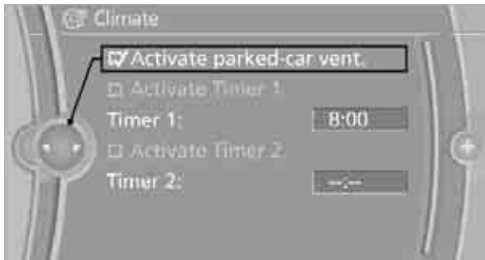 Climate
Activate parked-car vent.
Activate Timer 1
Timer 1: 8:00
Activate Timer 2
Timer 2: --:--